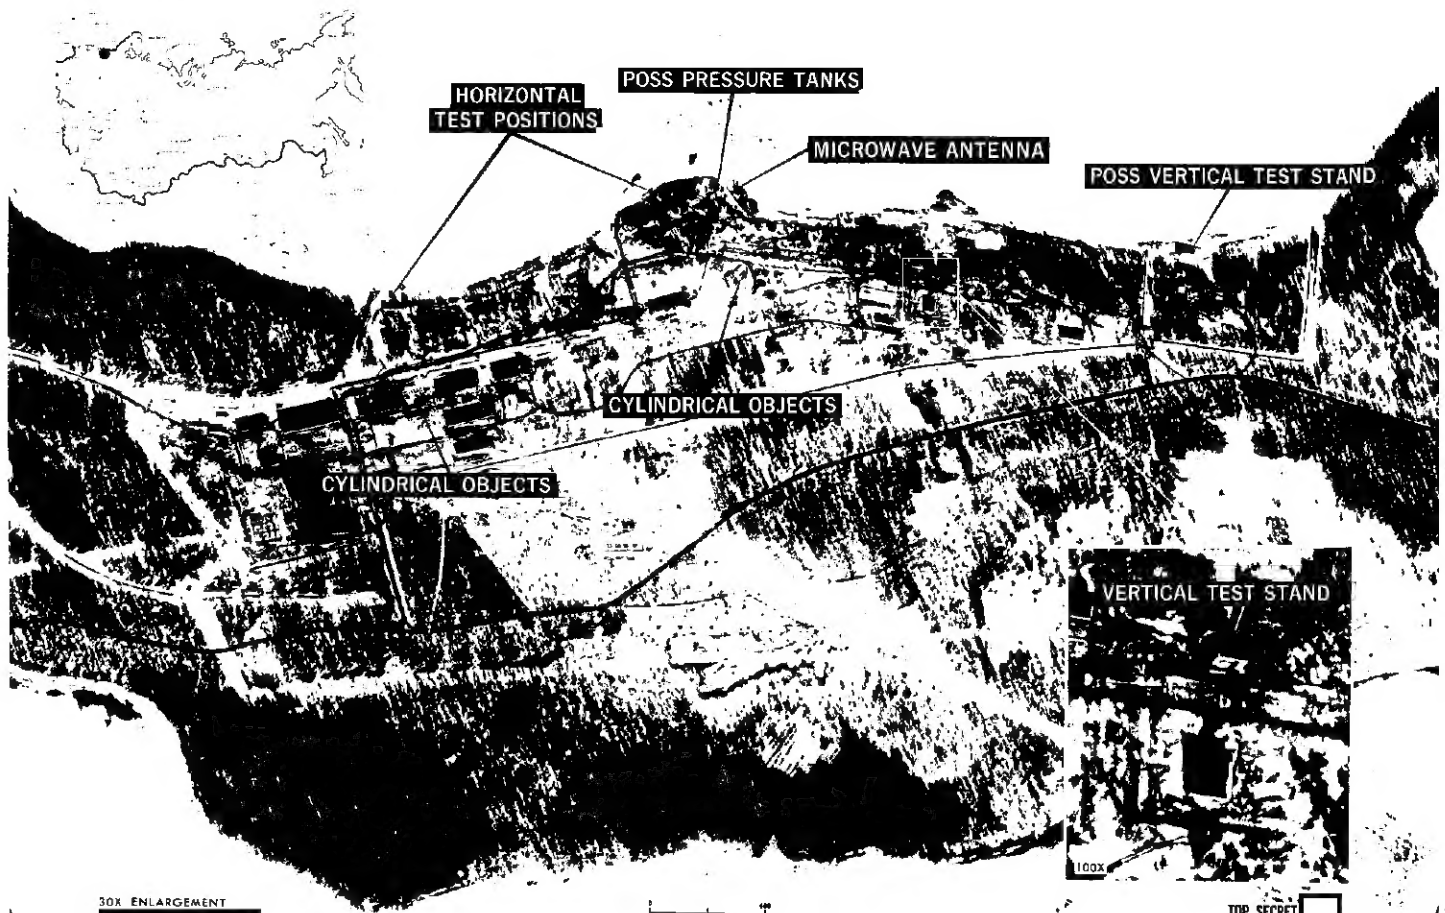 POSS PRESSURE TANKS
HORIZONTAL
TEST POSITIONS
MICROWAVE ANTENNA
POSS VERTICAL TEST STAND
CYLINDRICAL OBJECTS
CYLINDRICAL OBJECTS
VERTICAL TEST STAND
100X
30X ENLARGEMENT
0
TOP SECRET